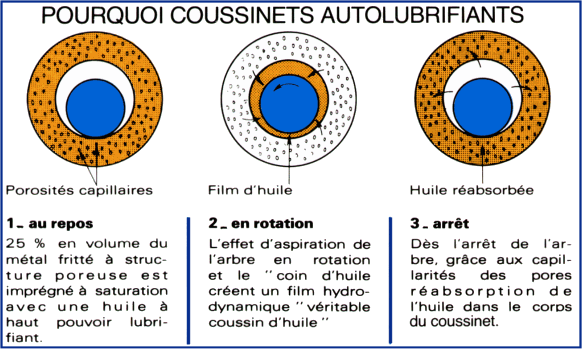 POURQUOI COUSSINETS AUTOLUBRIFIANTS
Porosités capillaires
Film d'huile
Huile réabsorbée
1_ au repos
25 % en volume du
métal fritté à struc-
ture poreuse est
imprégné à saturation
avec une huile à
haut pouvoir lubri-
fiant.
2_ en rotation
L'effet d'aspiration de
l'arbre en rotation
et le "coin d'huile
créent un film hydro-
dynamique "véritable
coussin d'huile"
3_ arrêt
Dès l'arrêt de l'ar-
bre, grâce aux capil-
larités des pores
réabsorption de
l'huile dans le corps
du coussinet.